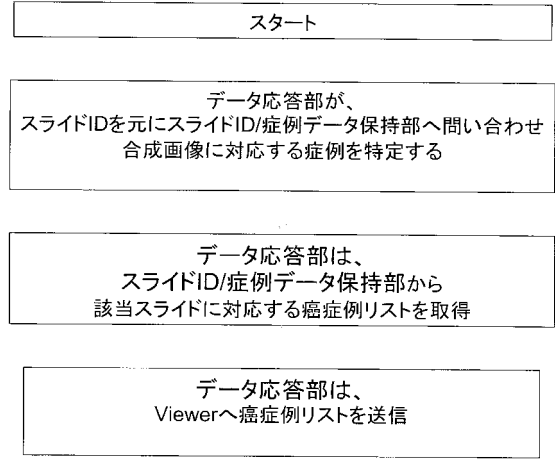 スタート
データ応答部が、
スライドIDを元にスライドID/症例データ保持部へ問い合わせ
合成画像に対応する症例を特定する
データ応答部は、
スライドID/症例データ保持部から
該当スライドに対応する癌症例リストを取得
データ応答部は、
Viewerへ癌症例リストを送信